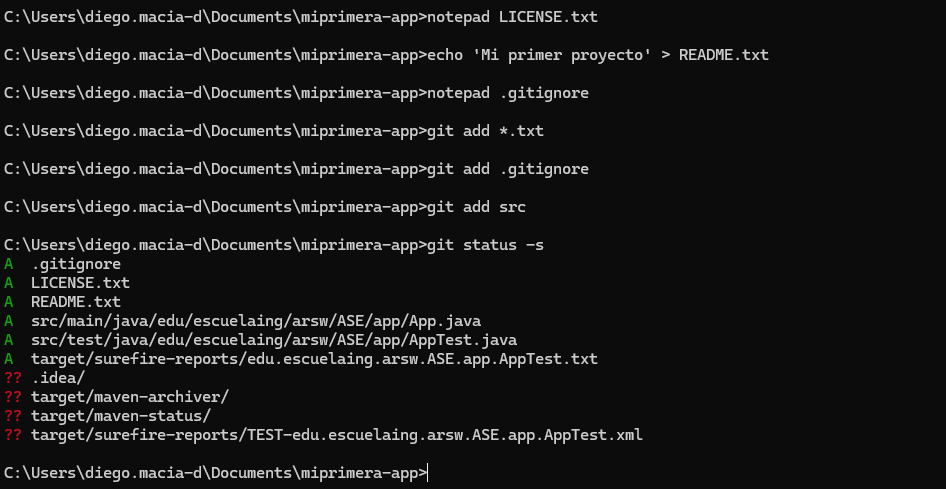 C:\Users\diego.macia-d\Documents\miprimera-app>notepad LICENSE.txt
C:\Users\diego.macia-d\Documents\miprimera-app>echo 'Mi primer proyecto' > README.txt
C:\Users\diego.macia-d\Documents\miprimera-app>notepad .gitignore
C:\Users\diego.macia-d\Documents\miprimera-app>git add *.txt
C:\Users\diego.macia-d\Documents\miprimera-app>git add .gitignore
C:\Users\diego.macia-d\Documents\miprimera-app>git add src
C:\Users\diego.macia-d\Documents\miprimera-app>git status -s
A  .gitignore
A  LICENSE.txt
A  README.txt
A  src/main/java/edu/escuelaing/arsw/ASE/app/App.java
A  src/test/java/edu/escuelaing/arsw/ASE/app/AppTest.java
A  target/surefire-reports/edu.escuelaing.arsw.ASE.app.AppTest.txt
?? .idea/
?? target/maven-archiver/
?? target/maven-status/
?? target/surefire-reports/TEST-edu.escuelaing.arsw.ASE.app.AppTest.xml
C:\Users\diego.macia-d\Documents\miprimera-app>